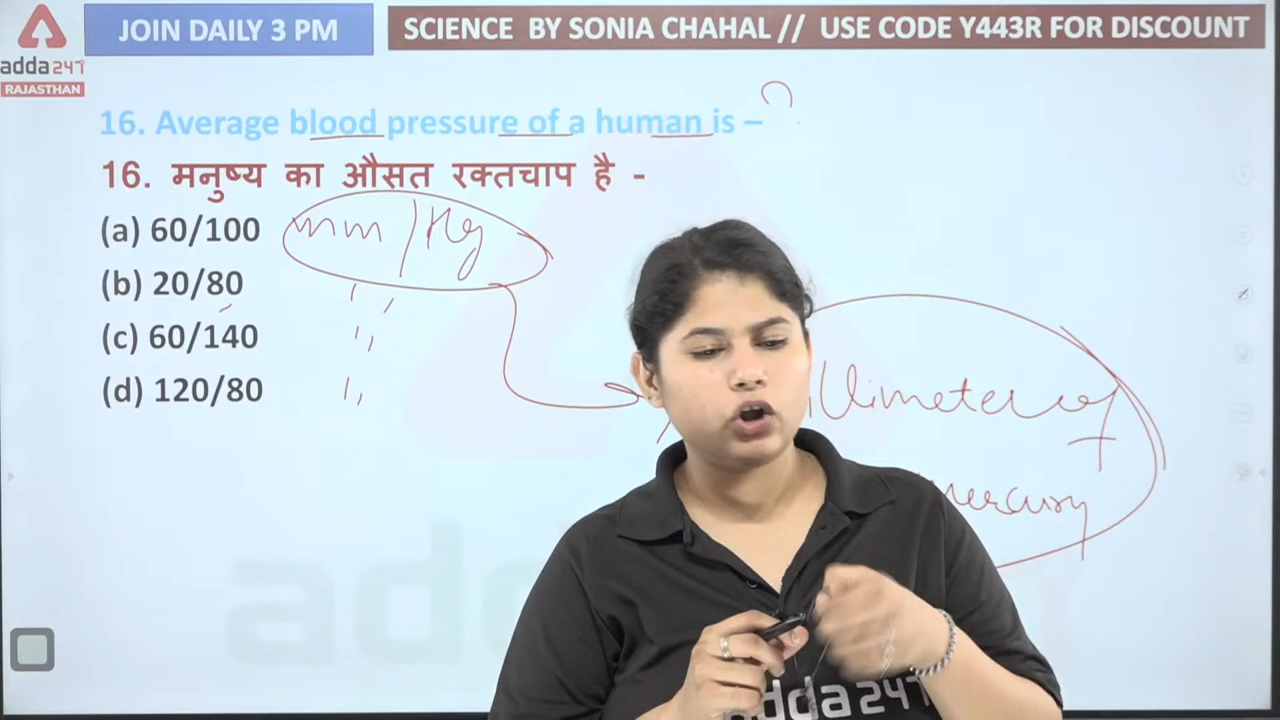 JOIN DAILY 3 PM
SCIENCE BY SONIA CHAHAL // USE CODE Y443R FOR DISCOUNT
adda247
RAJASTHAN
16. Average blood pressure of a human is – ?
16. मनुष्य का औसत रक्तचाप है -
(a) 60/100 mm/Hg
(b) 20/80 ,,
(c) 60/140 ,,
(d) 120/80 ,,
llimeter of
mercury
adda247